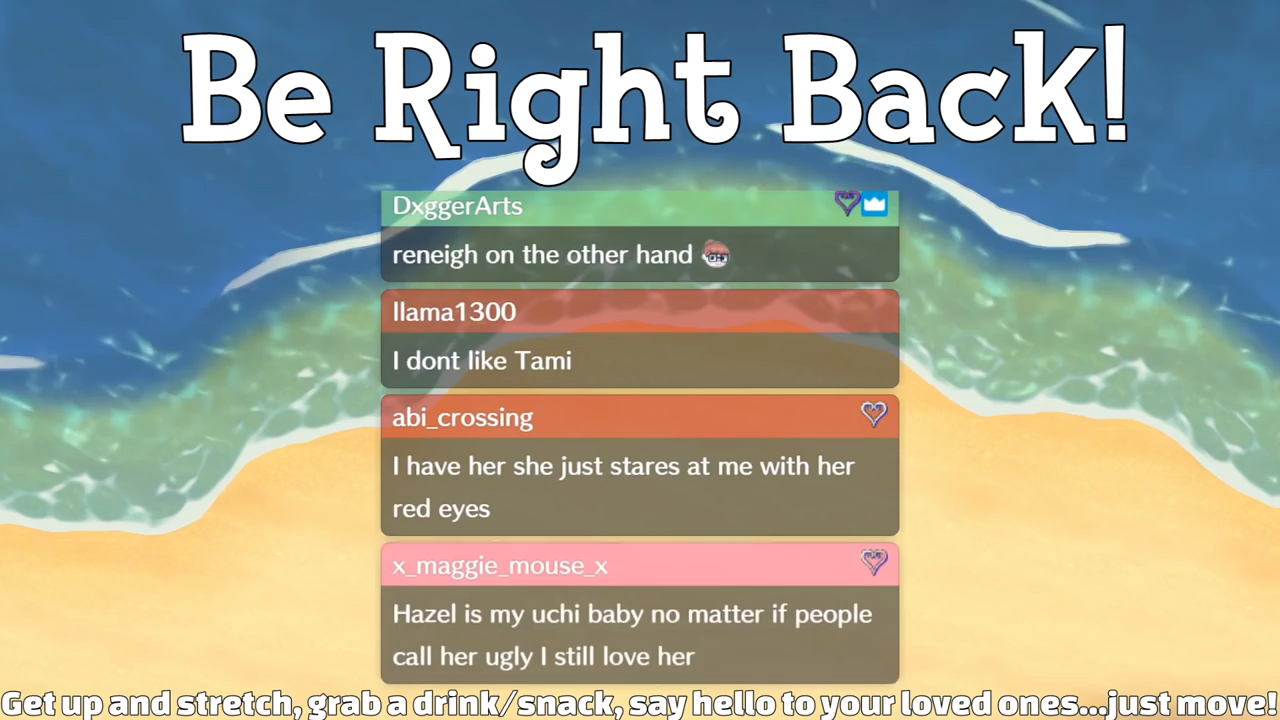 Be Right Back!
DxggerArts
reneigh on the other hand
llama1300
I dont like Tami
abi_crossing
I have her she just stares at me with her
red eyes
x_maggie_mouse_x
Hazel is my uchi baby no matter if people
call her ugly I still love her
Get up and stretch, grab a drink/snack, say hello to your loved ones...just move!